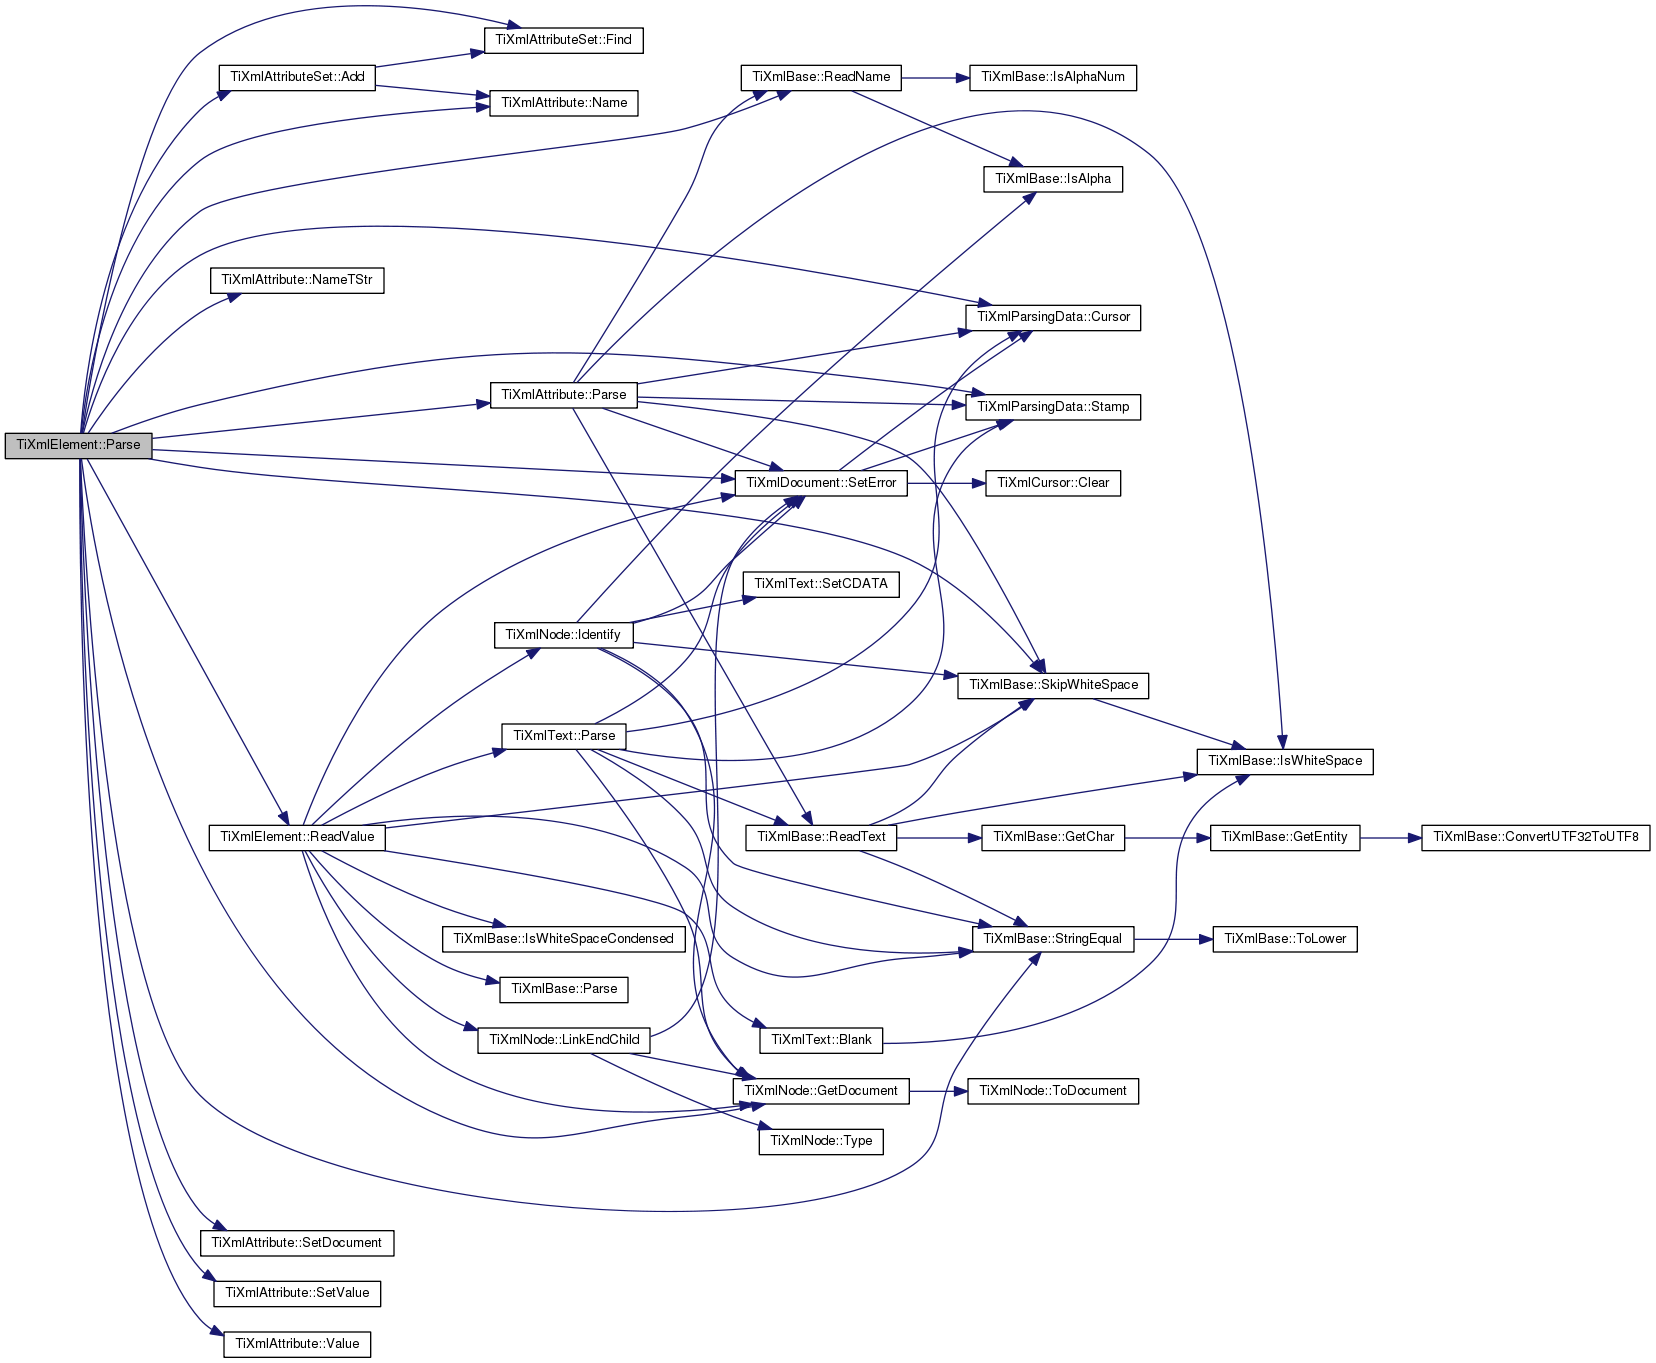 TiXmlAttributeSet::Find
TiXmlAttributeSet::Add
TiXmlBase::ReadName
TiXmlBase::IsAlphaNum
TiXmlAttribute::Name
TiXmlBase::IsAlpha
TiXmlAttribute::NameTStr
TiXmlParsingData::Cursor
TiXmlAttribute::Parse
TiXmlParsingData::Stamp
TiXmlElement::Parse
TiXmlDocument::SetError
TiXmlCursor::Clear
TiXmlText::SetCDATA
TiXmlNode::Identify
TiXmlBase::SkipWhiteSpace
TiXmlText::Parse
TiXmlBase::IsWhiteSpace
TiXmlElement::ReadValue
TiXmlBase::ReadText
TiXmlBase::GetChar
TiXmlBase::GetEntity
TiXmlBase::ConvertUTF32ToUTF8
TiXmlBase::IsWhiteSpaceCondensed
TiXmlBase::StringEqual
TiXmlBase::ToLower
TiXmlBase::Parse
TiXmlNode::LinkEndChild
TiXmlText::Blank
TiXmlNode::GetDocument
TiXmlNode::ToDocument
TiXmlNode::Type
TiXmlAttribute::SetDocument
TiXmlAttribute::SetValue
TiXmlAttribute::Value